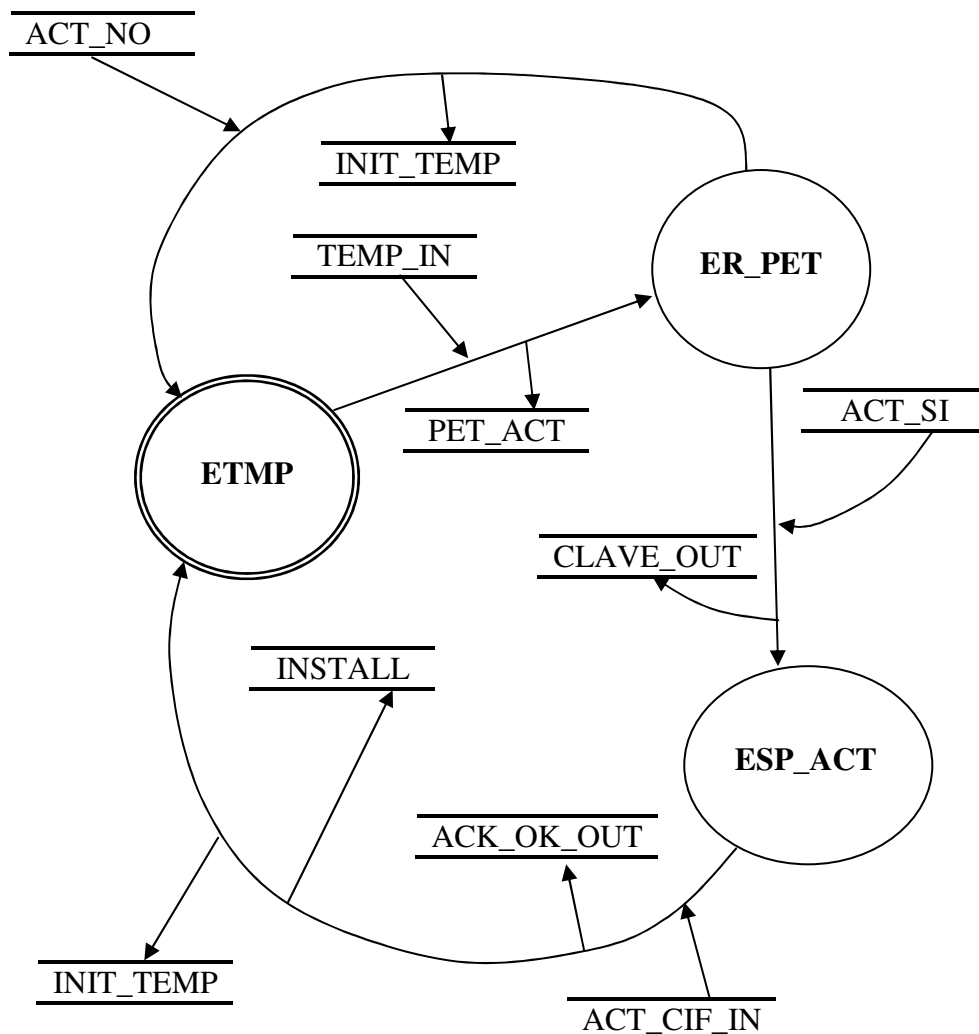 ACT_NO
INIT_TEMP
TEMP_IN
ER_PET
PET_ACT
ACT_SI
ETMP
CLAVE_OUT
INSTALL
ESP_ACT
ACK_OK_OUT
INIT_TEMP
ACT_CIF_IN